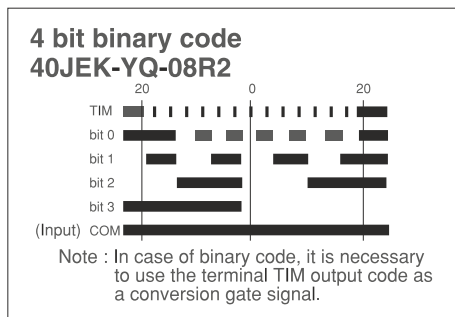 4 bit binary code
40JEK-YQ-08R2
20 0 20
TIM
bit 0
bit 1
bit 2
bit 3
(Input) COM
Note : In case of binary code, it is necessary
to use the terminal TIM output code as
a conversion gate signal.